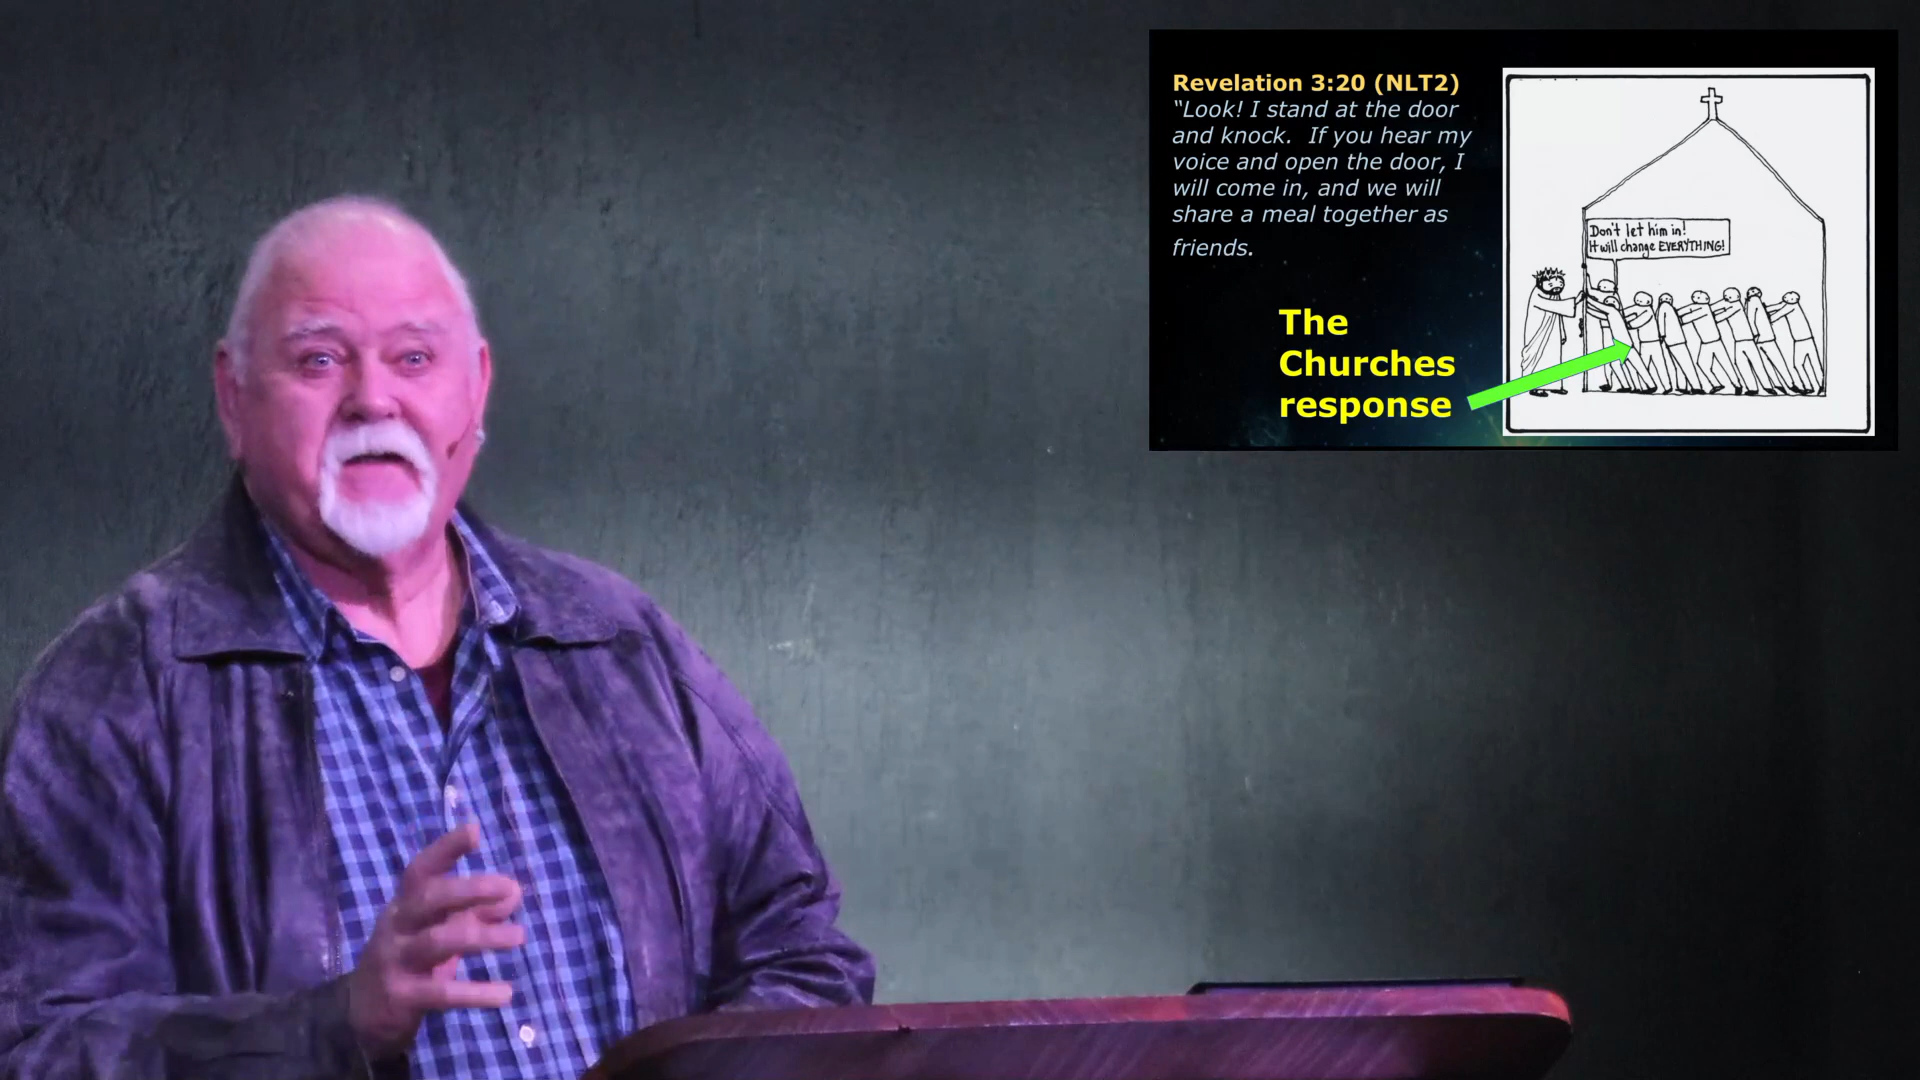 Revelation 3:20 (NLT2)
“Look! I stand at the door
and knock.  If you hear my
voice and open the door, I
will come in, and we will
share a meal together as
friends.
The
Churches
response
Don't let him in!
It will change EVERYTHING!